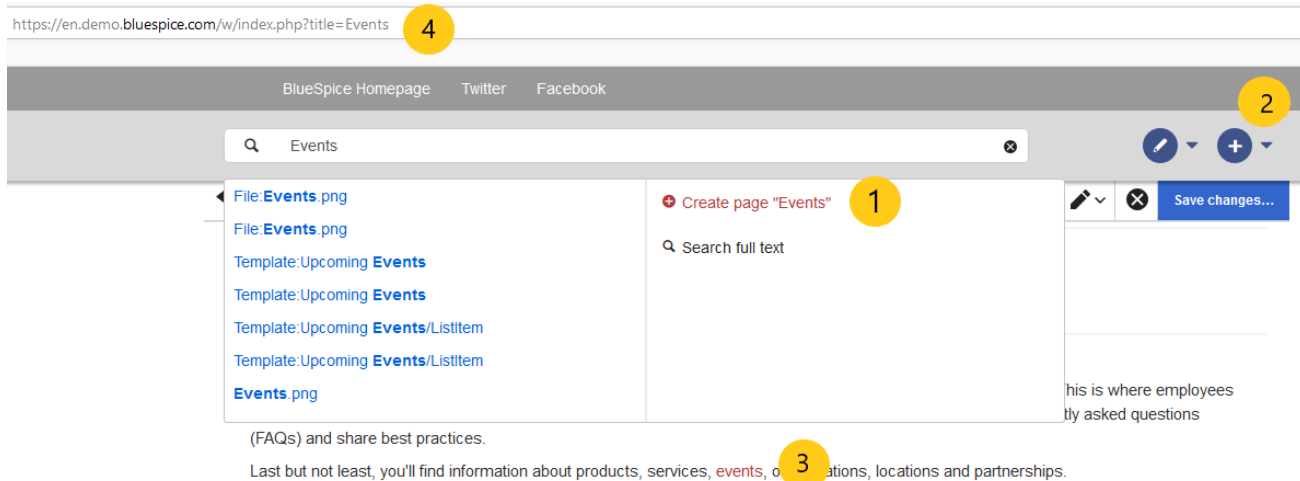 https://en.demo.bluespice.com/w/index.php?title=Events
4
BlueSpice Homepage Twitter Facebook
2
Events
File:Events.png
Create page "Events" 1
Save changes...
File:Events.png
Search full text
Template:Upcoming Events
Template:Upcoming Events
Template:Upcoming Events/ListItem
Template:Upcoming Events/ListItem
Events.png
his is where employees
tly asked questions
(FAQs) and share best practices.
3
Last but not least, you'll find information about products, services, events, o ations, locations and partnerships.